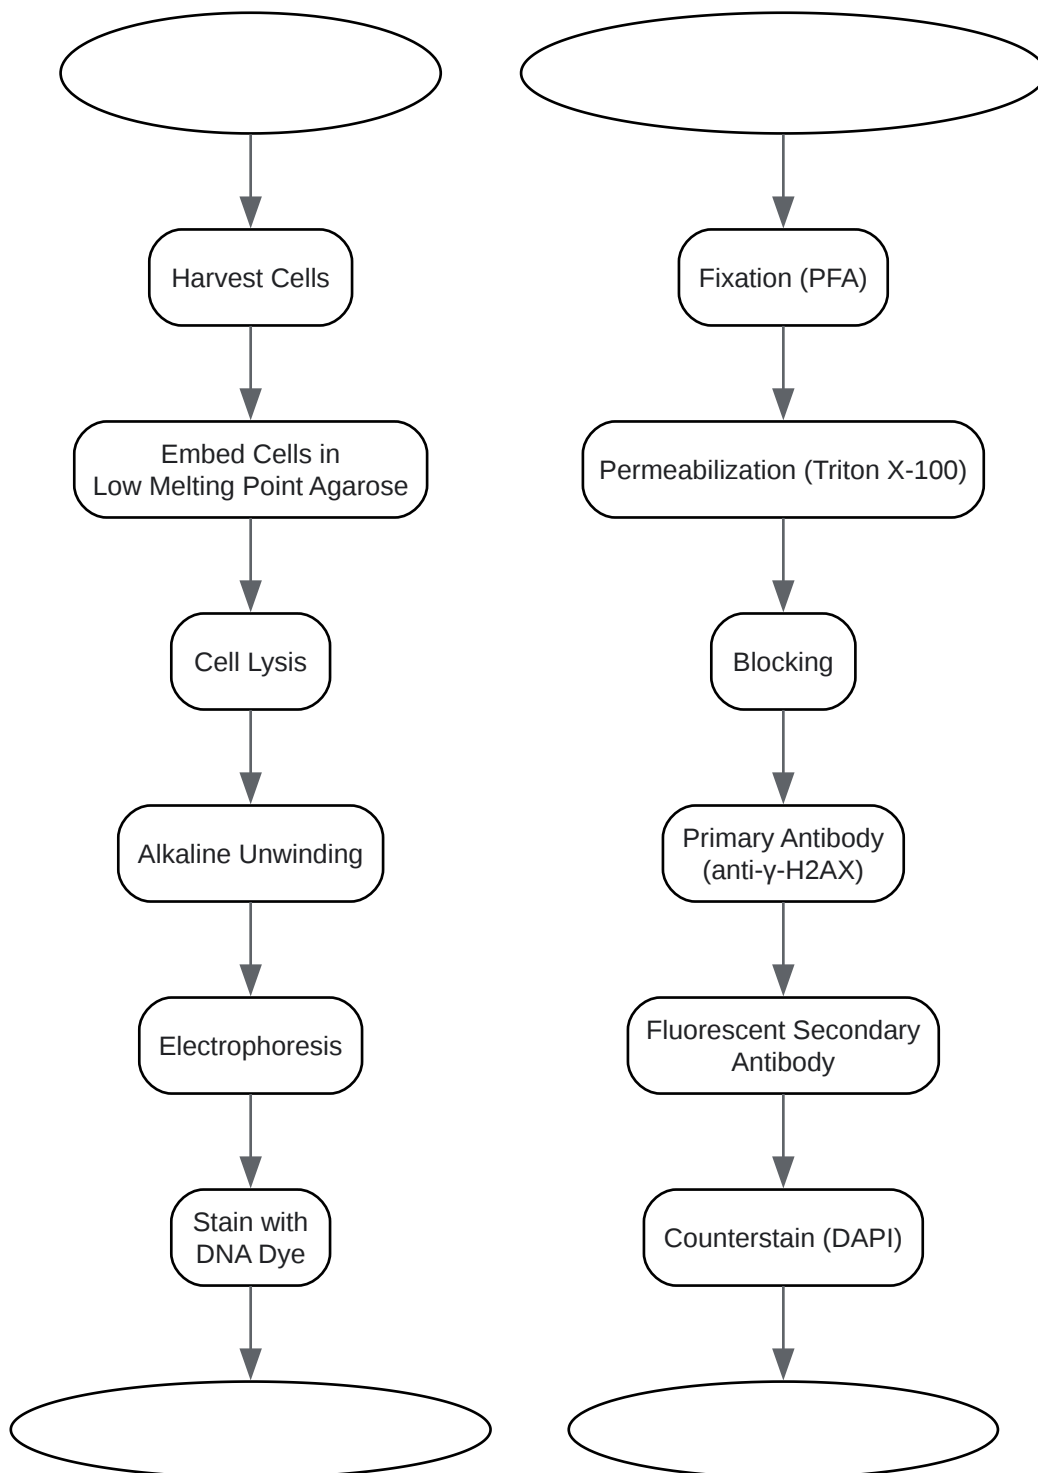 Harvest Cells
Embed Cells in
Low Melting Point Agarose
Cell Lysis
Alkaline Unwinding
Electrophoresis
Stain with
DNA Dye
Fixation (PFA)
Permeabilization (Triton X-100)
Blocking
Primary Antibody
(anti-γ-H2AX)
Fluorescent Secondary
Antibody
Counterstain (DAPI)